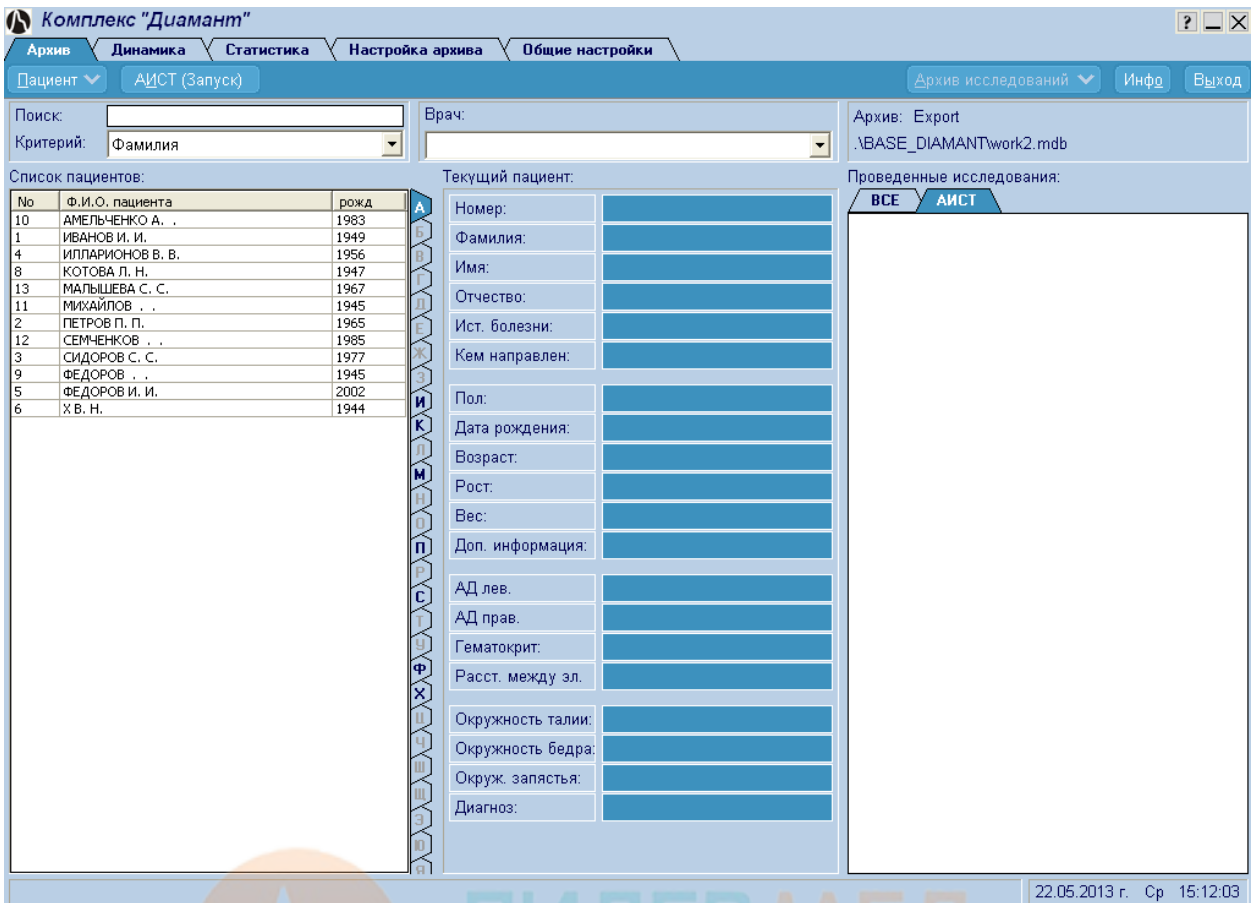 Комплекс "Диамант"
? _ X
Архив Динамика Статистика Настройка архива Общие настройки
Пациент АИСТ (Запуск) Архив исследований Инфо Выход
Поиск:
Критерий: Фамилия
Врач:
Архив: Export
.\BASE_DIAMANT\work2.mdb
Список пациентов:
No Ф.И.О. пациента рожд
10 АМЕЛЬЧЕНКО А. . 1983
1 ИВАНОВ И. И. 1949
4 ИЛЛАРИОНОВ В. В. 1956
8 КОТОВА Л. Н. 1947
13 МАЛЫШЕВА С. С. 1967
11 МИХАЙЛОВ . . 1945
2 ПЕТРОВ П. П. 1965
12 СЕМЧЕНКОВ . . 1985
3 СИДОРОВ С. С. 1977
9 ФЕДОРОВ . . 1945
5 ФЕДОРОВ И. И. 2002
6 Х В. Н. 1944
А
Б
В
Г
Д
Е
Ж
З
И
К
Л
М
Н
О
П
Р
С
Т
У
Ф
Х
Ц
Ч
Ш
Щ
Э
Ю
Я
Текущий пациент:
Номер:
Фамилия:
Имя:
Отчество:
Ист. болезни:
Кем направлен:
Пол:
Дата рождения:
Возраст:
Рост:
Вес:
Доп. информация:
АД лев.
АД прав.
Гематокрит:
Расст. между эл.
Окружность талии:
Окружность бедра:
Окруж. запястья:
Диагноз:
Проведенные исследования:
ВСЕ АИСТ
22.05.2013 г. Ср 15:12:03